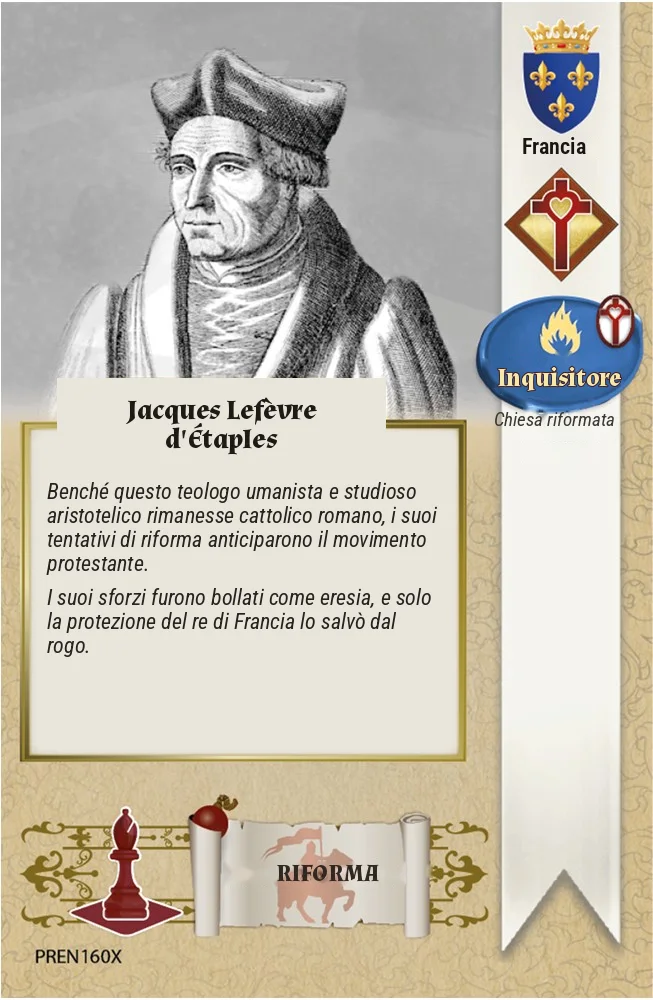 Francia
Inquisitore
Chiesa riformata
Jacques Lefèvre
d'Étaples
Benché questo teologo umanista e studioso
aristotelico rimanesse cattolico romano, i suoi
tentativi di riforma anticiparono il movimento
protestante.
I suoi sforzi furono bollati come eresia, e solo
la protezione del re di Francia lo salvò dal
rogo.
RIFORMA
PREN160X